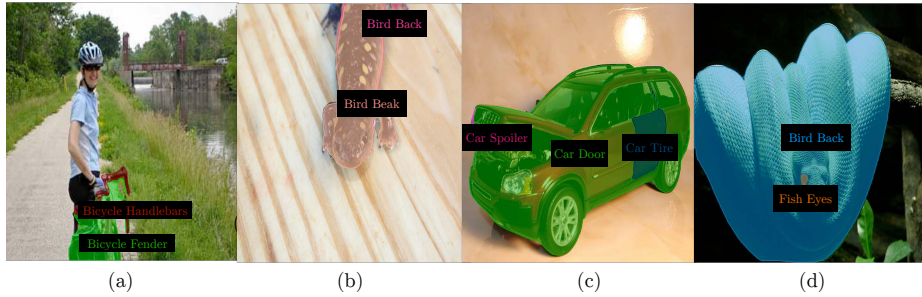 Bird Back
Bird Beak
Car Spoiler
Car Door
Car Tire
Bird Back
Fish Eyes
Bicycle Handlebars
Bicycle Fender
(a)
(b)
(c)
(d)